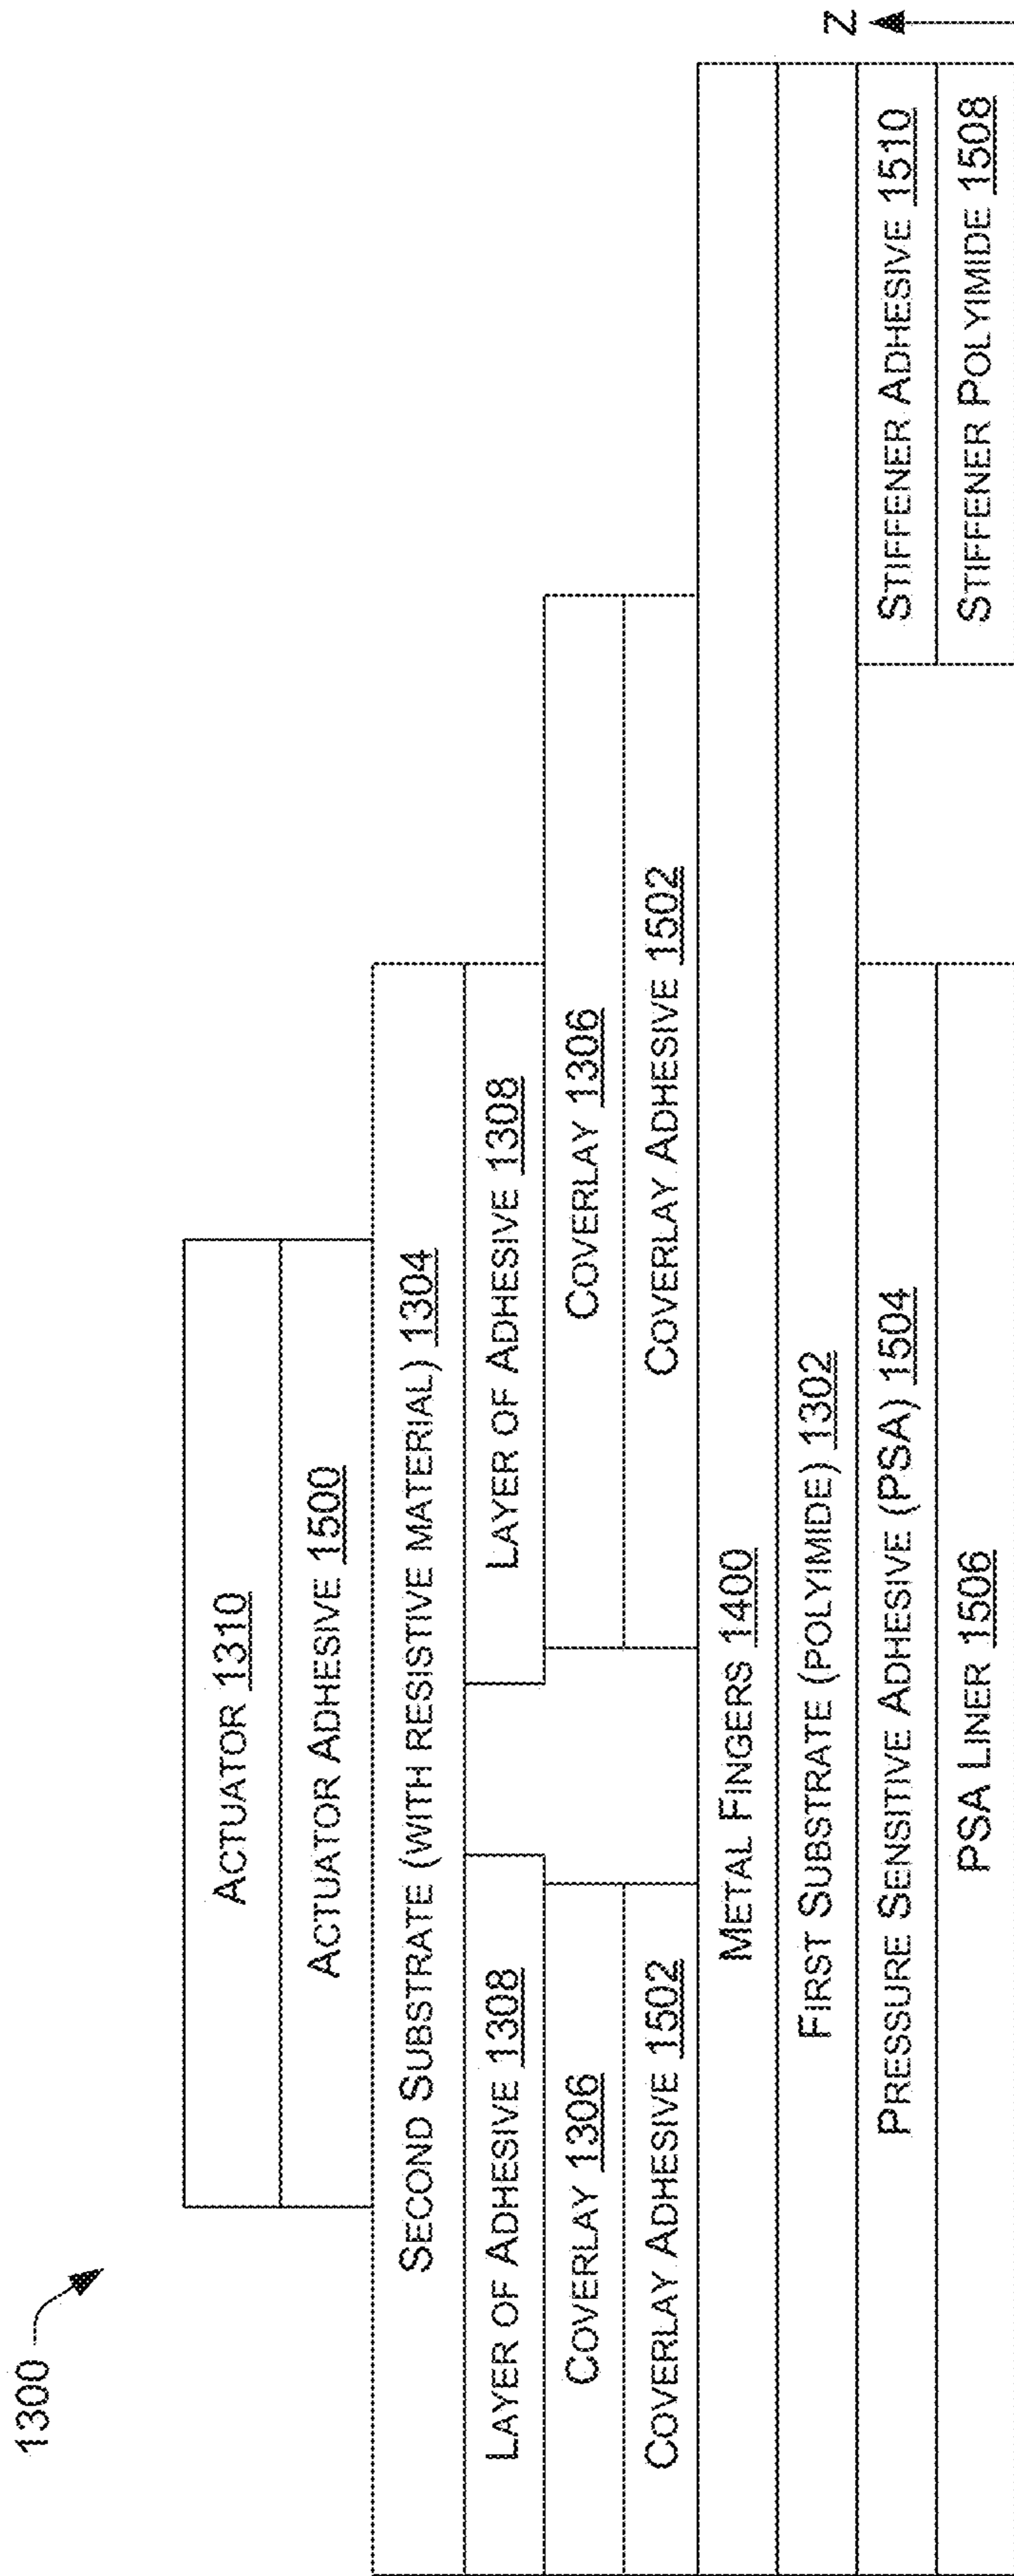 1300
Z
ACTUATOR 1310
ACTUATOR ADHESIVE 1500
SECOND SUBSTRATE (WITH RESISTIVE MATERIAL) 1304
LAYER OF ADHESIVE 1308
LAYER OF ADHESIVE 1308
COVERLAY 1306
COVERLAY 1306
COVERLAY ADHESIVE 1502
COVERLAY ADHESIVE 1502
METAL FINGERS 1400
FIRST SUBSTRATE (POLYIMIDE) 1302
PRESSURE SENSITIVE ADHESIVE (PSA) 1504
STIFFENER ADHESIVE 1510
PSA LINER 1506
STIFFENER POLYIMIDE 1508